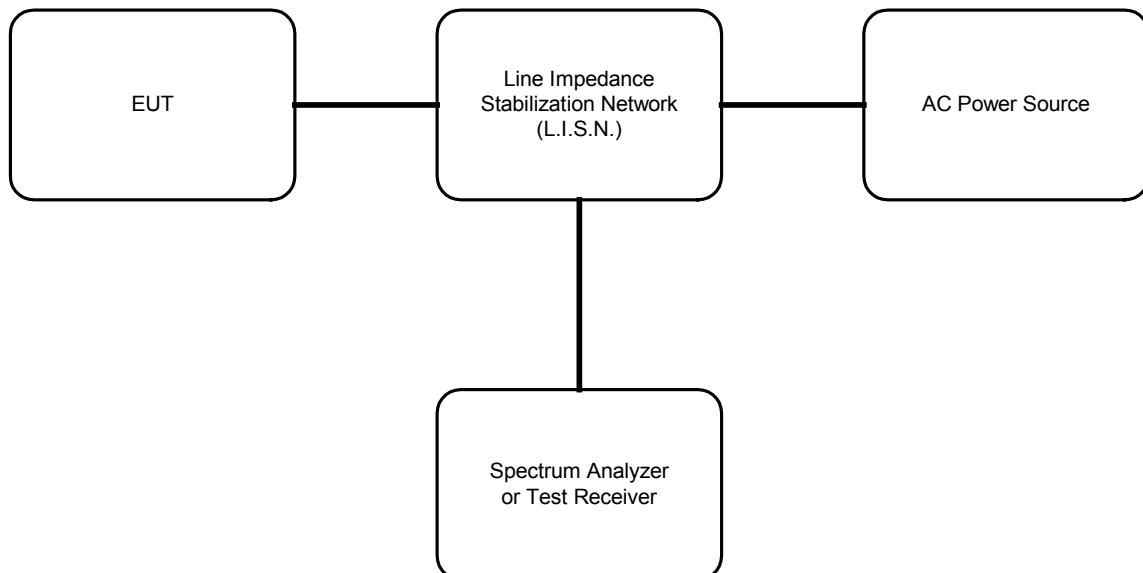 EUT
Line Impedance
Stabilization Network
(L.I.S.N.)
AC Power Source
Spectrum Analyzer
or Test Receiver